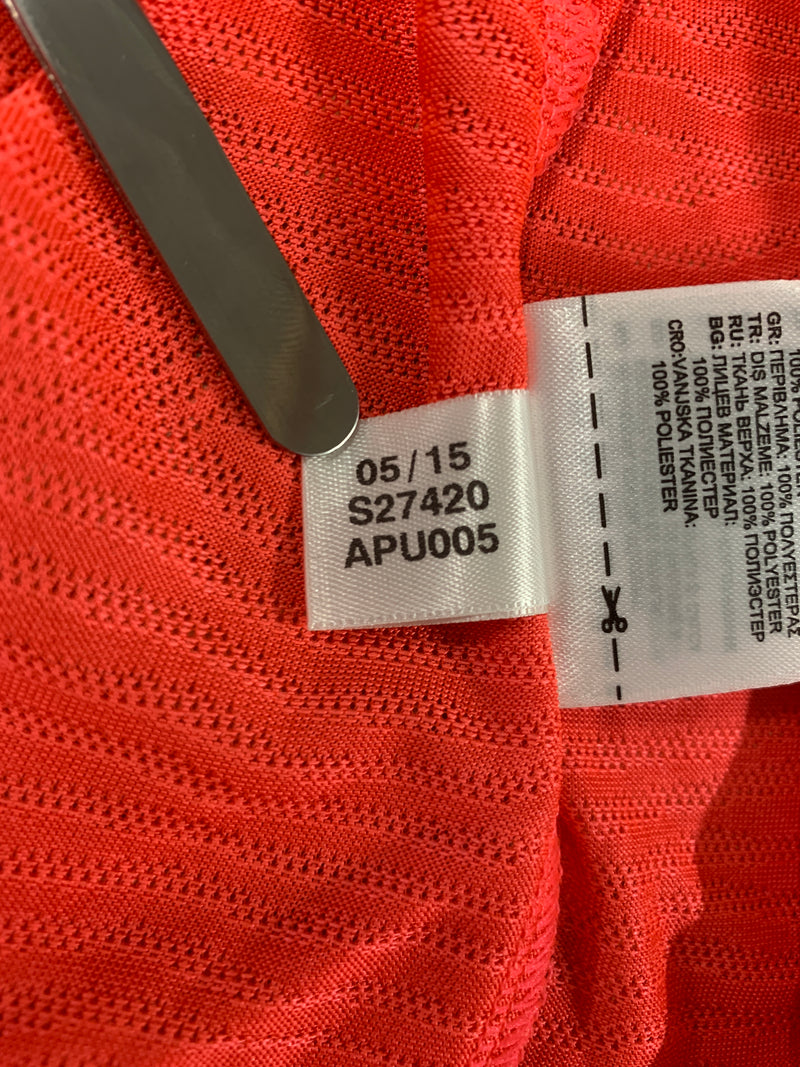 05/15
S27420
APU005
GR: ΠΕΡΙΒΛΗΜΑ: 100% ΠΟΛΥΕΣΤΕΡΑΣ
TR: DIS MALZEME: 100% POLYESTER
RU: ТКАНЬ ВЕРХА: 100% ПОЛИЭСТЕР
BG: ЛИЦЕВ МАТЕРИАЛ:
100% ПОЛИЕСТЕР
CRO:VANJSKA TKANINA:
100% POLIESTER